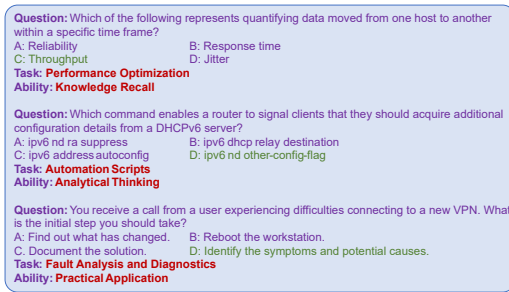 Question: Which of the following represents quantifying data moved from one host to another
within a specific time frame?
A: Reliability B: Response time
C: Throughput D: Jitter
Task: Performance Optimization
Ability: Knowledge Recall
Question: Which command enables a router to signal clients that they should acquire additional
configuration details from a DHCPv6 server?
A: ipv6 nd ra suppress B: ipv6 dhcp relay destination
C: ipv6 address autoconfig D: ipv6 nd other-config-flag
Task: Automation Scripts
Ability: Analytical Thinking
Question: You receive a call from a user experiencing difficulties connecting to a new VPN. What
is the initial step you should take?
A: Find out what has changed. B: Reboot the workstation.
C. Document the solution. D: Identify the symptoms and potential causes.
Task: Fault Analysis and Diagnostics
Ability: Practical Application